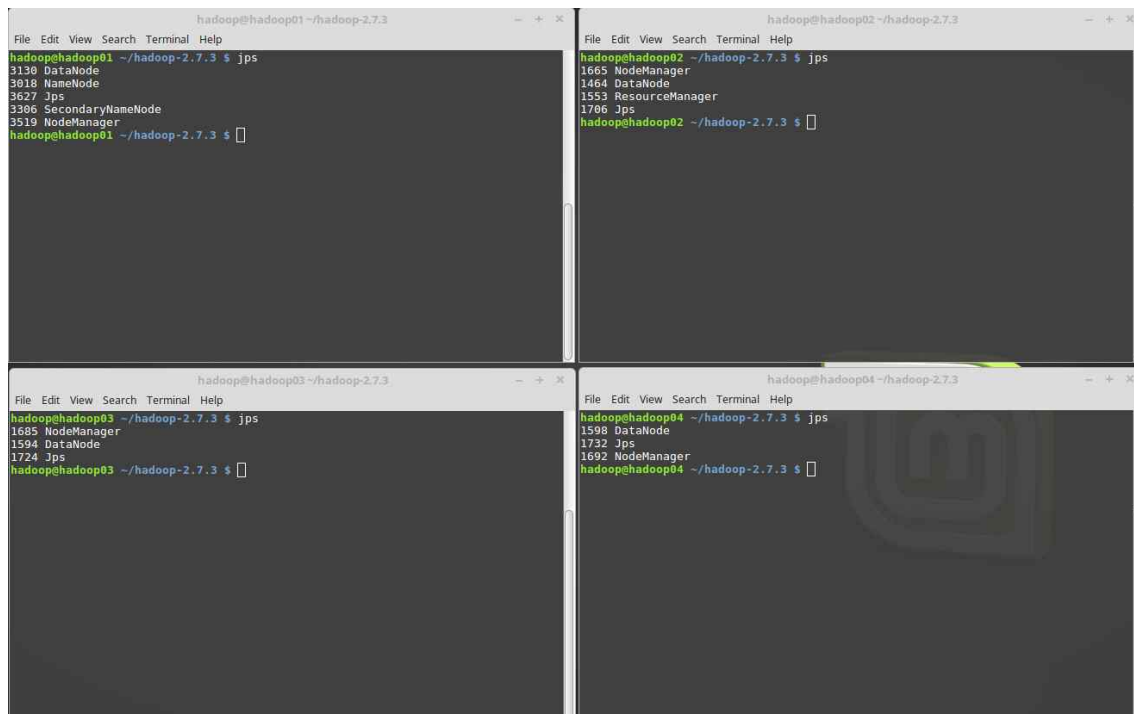 hadoop@hadoop01 ~/hadoop-2.7.3
File Edit View Search Terminal Help
hadoop@hadoop01 ~/hadoop-2.7.3 $ jps
3130 DataNode
3018 NameNode
3627 Jps
3306 SecondaryNameNode
3519 NodeManager
hadoop@hadoop01 ~/hadoop-2.7.3 $
hadoop@hadoop02 ~/hadoop-2.7.3
File Edit View Search Terminal Help
hadoop@hadoop02 ~/hadoop-2.7.3 $ jps
1665 NodeManager
1464 DataNode
1553 ResourceManager
1706 Jps
hadoop@hadoop02 ~/hadoop-2.7.3 $
hadoop@hadoop03 ~/hadoop-2.7.3
File Edit View Search Terminal Help
hadoop@hadoop03 ~/hadoop-2.7.3 $ jps
1685 NodeManager
1594 DataNode
1724 Jps
hadoop@hadoop03 ~/hadoop-2.7.3 $
hadoop@hadoop04 ~/hadoop-2.7.3
File Edit View Search Terminal Help
hadoop@hadoop04 ~/hadoop-2.7.3 $ jps
1598 DataNode
1732 Jps
1692 NodeManager
hadoop@hadoop04 ~/hadoop-2.7.3 $